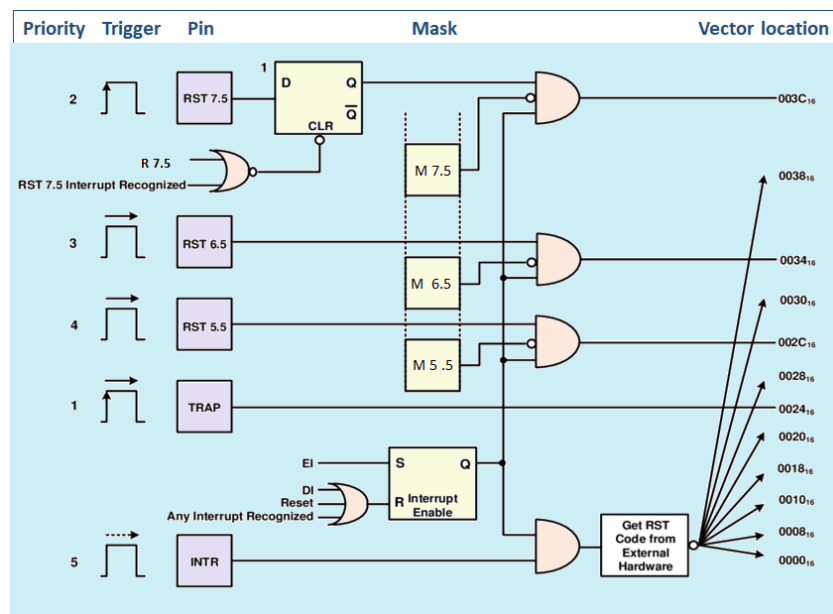 Priority Trigger Pin Mask Vector location
1
2 RST 7.5 D Q 003C16
Q
CLR
R 7.5
M 7.5
003816
RST 7.5 Interrupt Recognized
3 RST 6.5 003416
M 6.5
003016
4 RST 5.5 002C16
M 5 .5
002816
1 TRAP 002416
002016
EI S Q
001816
DI
Reset R Interrupt
Enable
001016
Any Interrupt Recognized
Get RST
Code from
External
Hardware
000816
5 INTR 000016